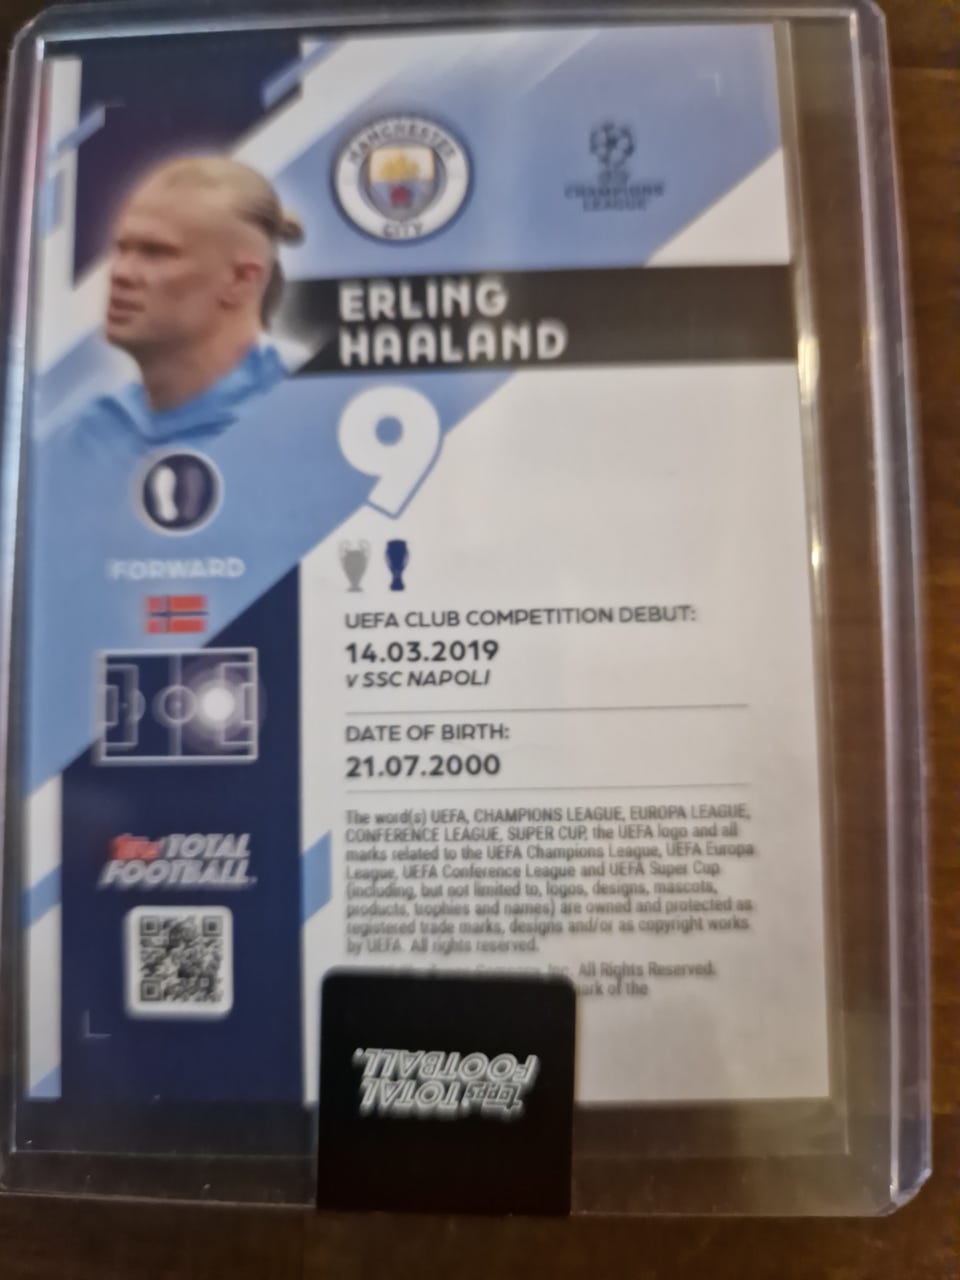 MANCHESTER
CITY
CHAMPIONS
LEAGUE
ERLING
HAALAND
9
FORWARD
UEFA CLUB COMPETITION DEBUT:
14.03.2019
v SSC NAPOLI
DATE OF BIRTH:
21.07.2000
The word(s) UEFA, CHAMPIONS LEAGUE, EUROPA LEAGUE,
CONFERENCE LEAGUE, SUPER CUP, the UEFA logo and all
marks related to the UEFA Champions League, UEFA Europa
League, UEFA Conference League and UEFA Super Cup
(including, but not limited to, logos, designs, mascots,
products, trophies and names) are owned and protected as
registered trade marks, designs and/or as copyright works
by UEFA. All rights reserved.
Company, Inc. All Rights Reserved.
of the
TOTAL
FOOTBALL.
topps TOTAL
FOOTBALL.